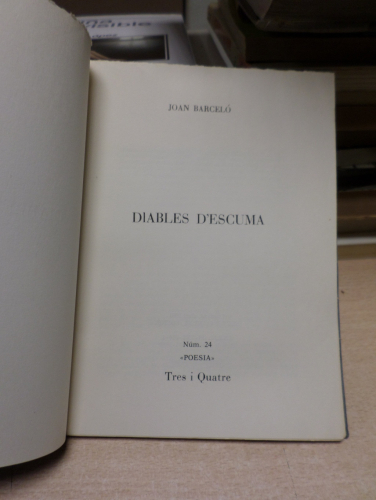 JOAN BARCELÓ
DIABLES D'ESCUMA
Núm. 24
«POESIA»
Tres i Quatre